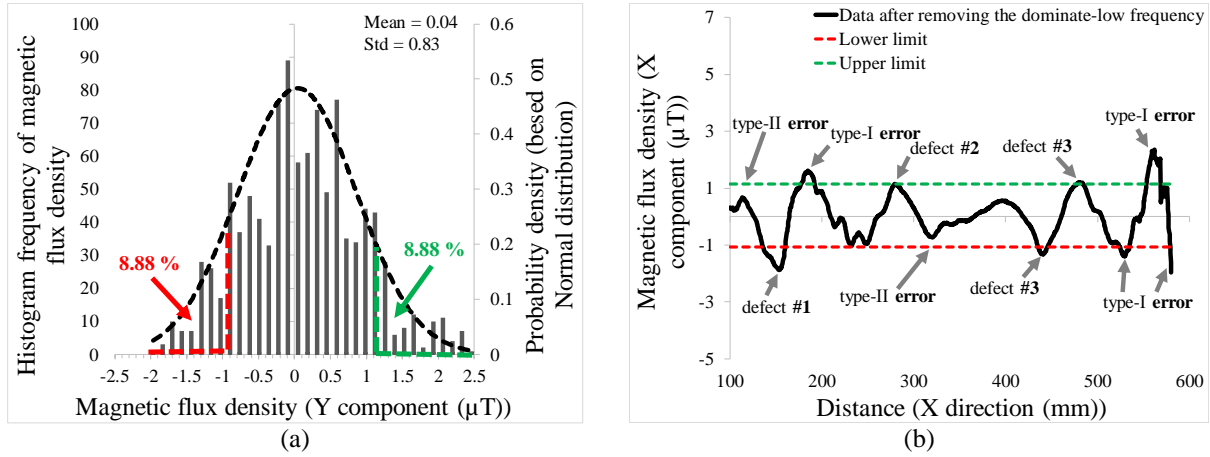 Mean = 0.04
Std = 0.83
Histogram frequency of magnetic
flux density
100
90
80
70
60
50
40
30
20
10
0
8.88 %
8.88 %
0.6
0.5
0.4
0.3
0.2
0.1
0
Probability density (besed on
Normal distribution)
-2.5 -2 -1.5 -1 -0.5 0 0.5 1 1.5 2 2.5
Magnetic flux density (Y component (µT))
(a)
Data after removing the dominate-low frequency
Lower limit
Upper limit
Magnetic flux density (X
component (µT))
7
5
3
1
-1
-3
-5
type-II error
type-I error
defect #2
defect #3
type-I error
defect #1
type-II error
defect #3
type-I error
100 200 300 400 500 600
Distance (X direction (mm))
(b)